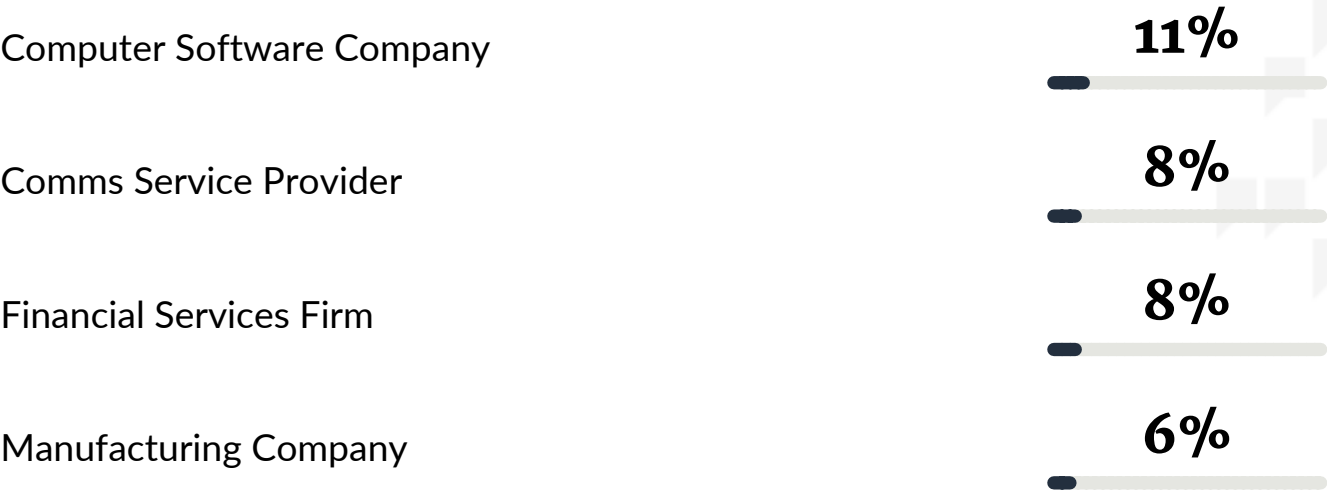 Computer Software Company 11%
Comms Service Provider 8%
Financial Services Firm 8%
Manufacturing Company 6%